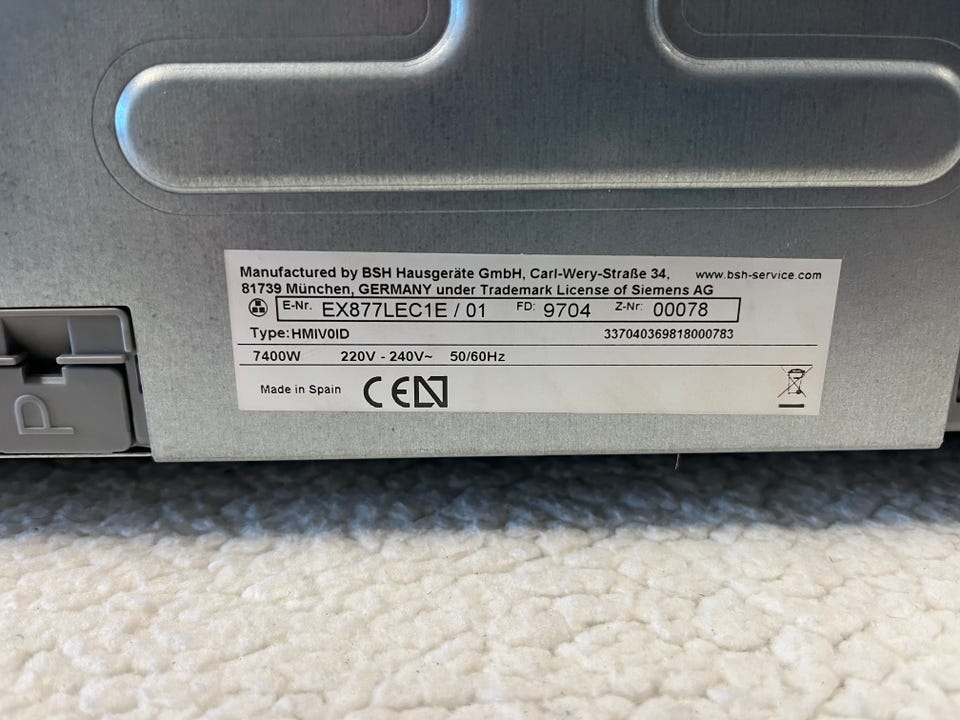 Manufactured by BSH Hausgeräte GmbH, Carl-Wery-Straße 34, www.bsh-service.com
81739 München, GERMANY under Trademark License of Siemens AG
E-Nr. EX877LEC1E / 01 FD: 9704 Z-Nr: 00078
Type: HMIV0ID 337040369818000783
7400W 220V - 240V~ 50/60Hz
Made in Spain CE
P